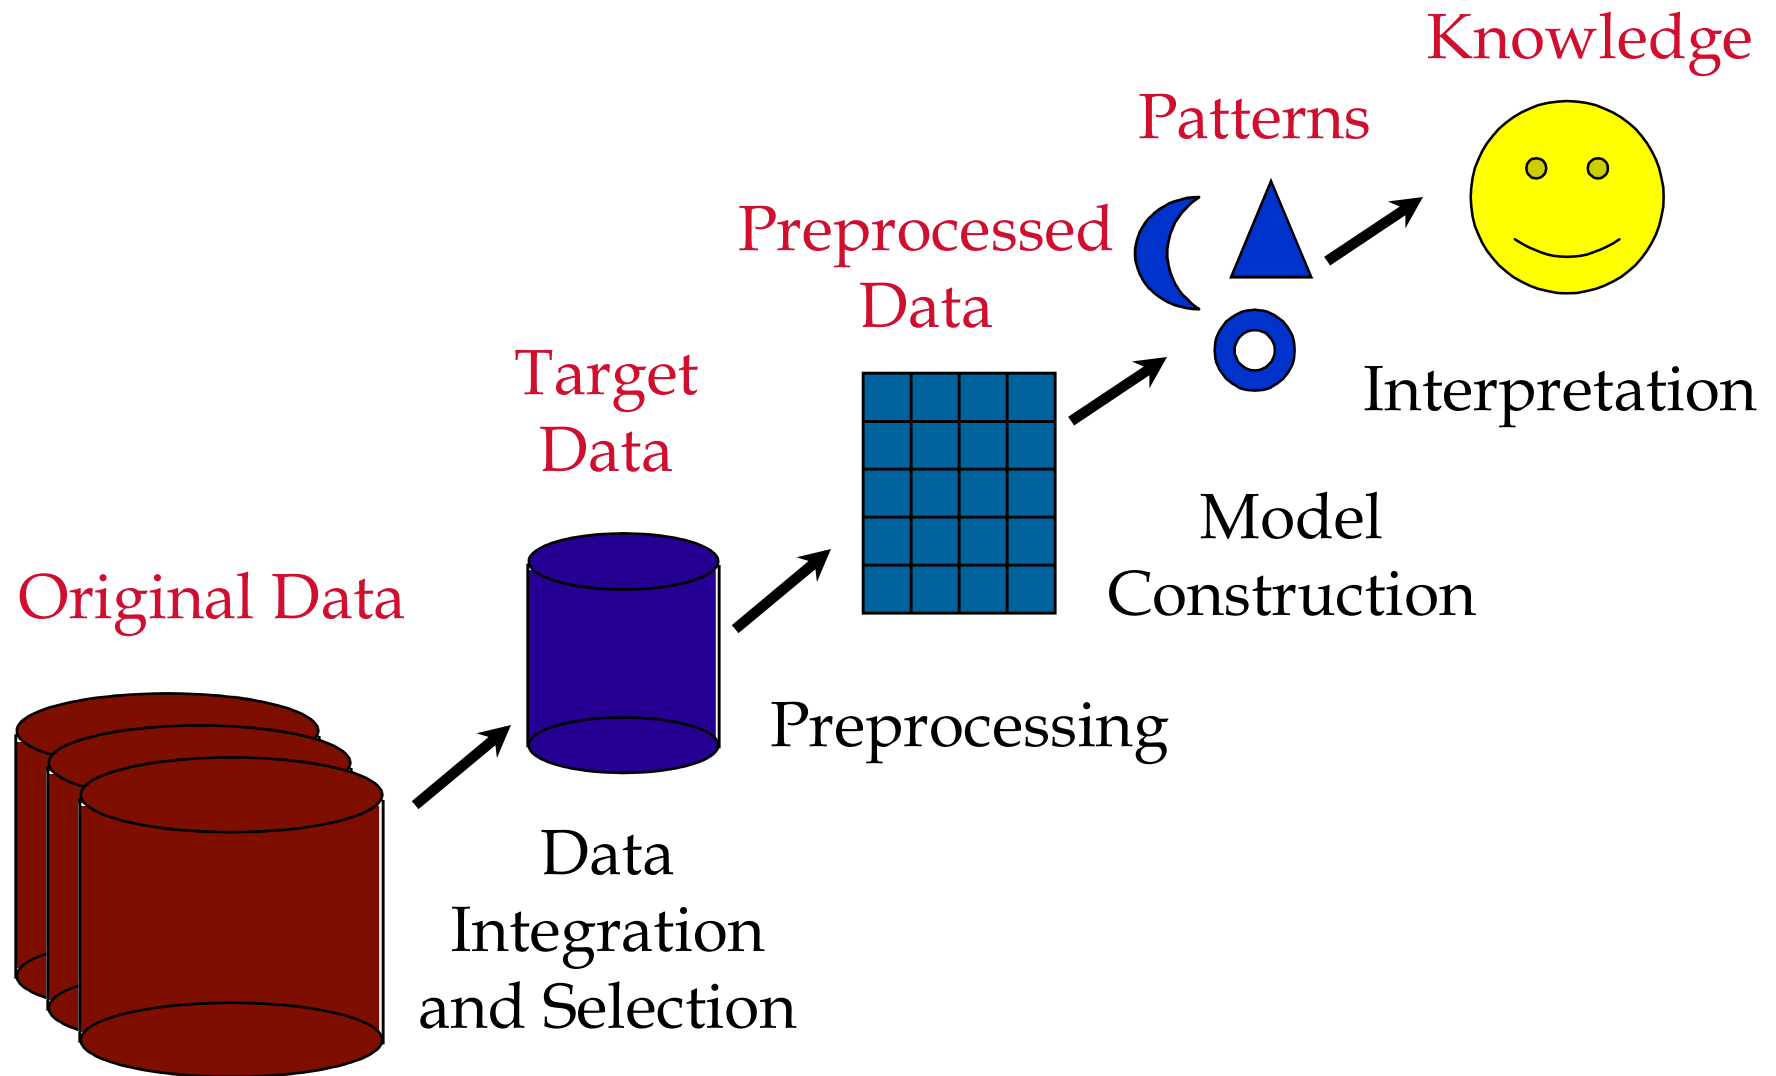 Knowledge
Patterns
Preprocessed
Data
Target
Data
Original Data
Interpretation
Model
Construction
Preprocessing
Data
Integration
and Selection